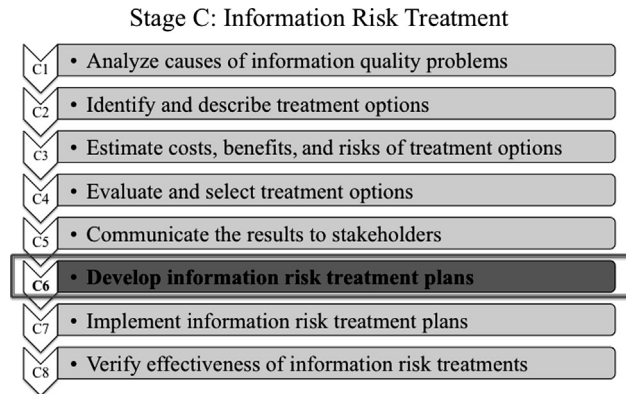 Stage C: Information Risk Treatment
C1 • Analyze causes of information quality problems
C2 • Identify and describe treatment options
C3 • Estimate costs, benefits, and risks of treatment options
C4 • Evaluate and select treatment options
C5 • Communicate the results to stakeholders
C6 • Develop information risk treatment plans
C7 • Implement information risk treatment plans
C8 • Verify effectiveness of information risk treatments